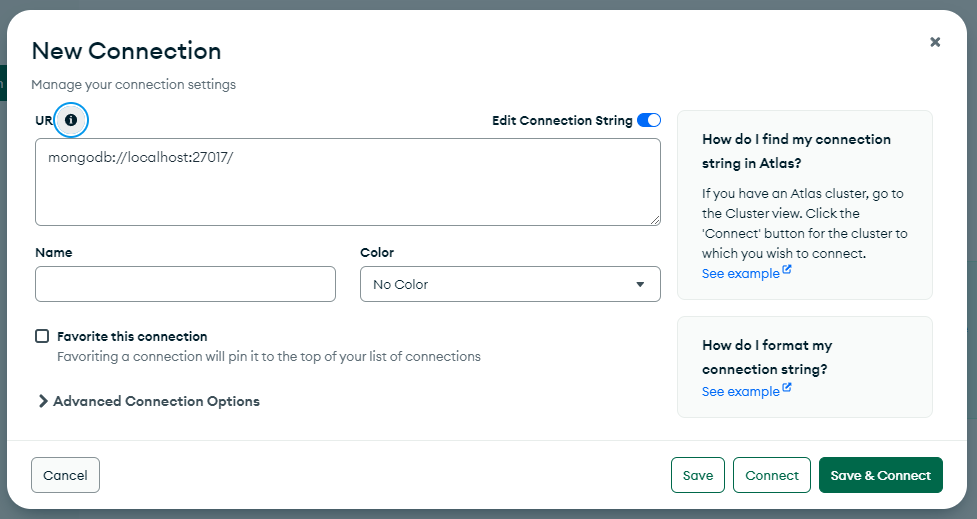 New Connection
Manage your connection settings
UR
Edit Connection String
mongodb://localhost:27017/
Name
Color
No Color
Favorite this connection
Favoriting a connection will pin it to the top of your list of connections
Advanced Connection Options
How do I find my connection
string in Atlas?
If you have an Atlas cluster, go to
the Cluster view. Click the
'Connect' button for the cluster to
which you wish to connect.
See example
How do I format my
connection string?
See example
Cancel
Save
Connect
Save & Connect